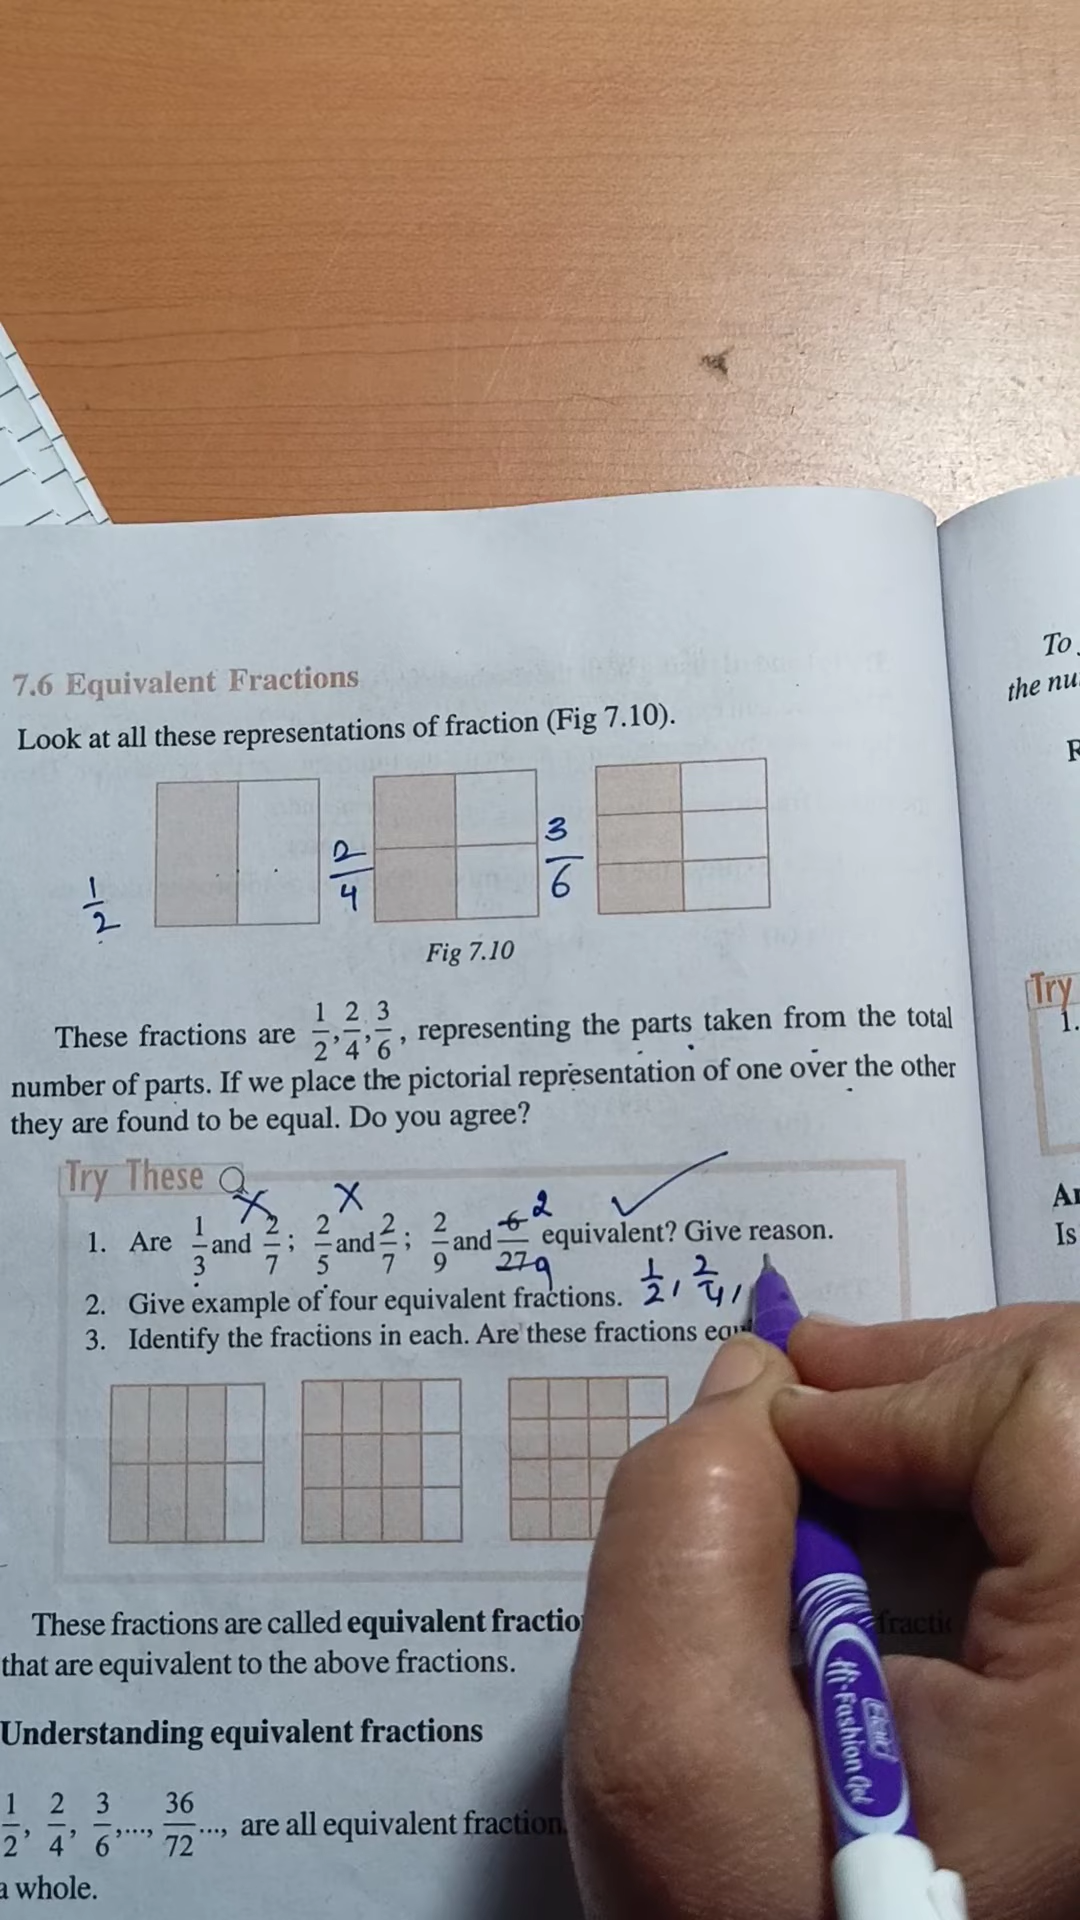 To
the nu
7.6 Equivalent Fractions
Look at all these representations of fraction (Fig 7.10).
1/2
2/4
3/6
Fig 7.10
These fractions are 1/2, 2/4, 3/6, representing the parts taken from the total
number of parts. If we place the pictorial representation of one over the other
they are found to be equal. Do you agree?
Try
1.
Try These
x x 2 ✓
1. Are 1/3 and 2/7; 2/5 and 2/7; 2/9 and 6/27 equivalent? Give reason.
9
2. Give example of four equivalent fractions. 1/2, 2/4,
3. Identify the fractions in each. Are these fractions
Is
These fractions are called equivalent
that are equivalent to the above fractions.
Understanding equivalent fractions
1/2, 2/4, 3/6,..., 36/72..., are all equivalent fraction
a whole.
Elkos
Hi-Fashion Gel